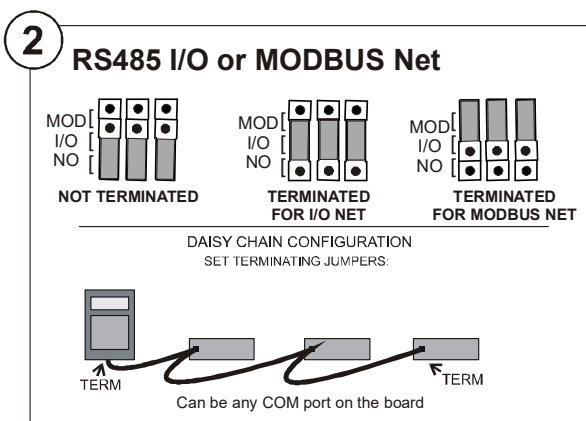 2
RS485 I/O or MODBUS Net
MOD
I/O
NO
NOT TERMINATED
MOD
I/O
NO
TERMINATED
FOR I/O NET
MOD
I/O
NO
TERMINATED
FOR MODBUS NET
DAISY CHAIN CONFIGURATION
SET TERMINATING JUMPERS:
TERM
TERM
Can be any COM port on the board